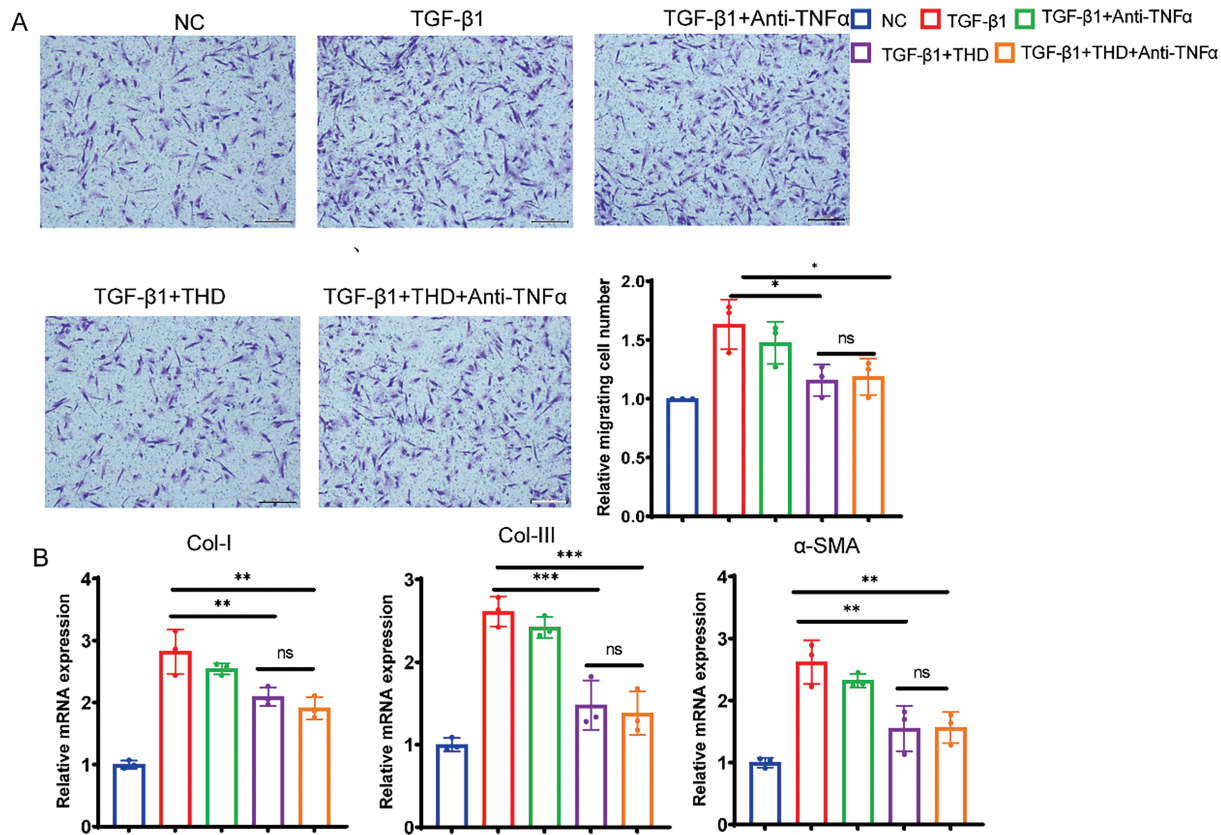 A
NC
TGF-β1
TGF-β1+Anti-TNFα
NC
TGF-β1
TGF-β1+Anti-TNFα
TGF-β1+THD
TGF-β1+THD+Anti-TNFα
、
TGF-β1+THD
TGF-β1+THD+Anti-TNFα
Relative migrating cell number
2.0
1.5
1.0
0.5
0.0
*
*
ns
B
Col-I
Relative mRNA expression
4
3
2
1
0
**
**
ns
Col-III
Relative mRNA expression
3
2
1
0
***
***
ns
α-SMA
Relative mRNA expression
4
3
2
1
0
**
**
ns